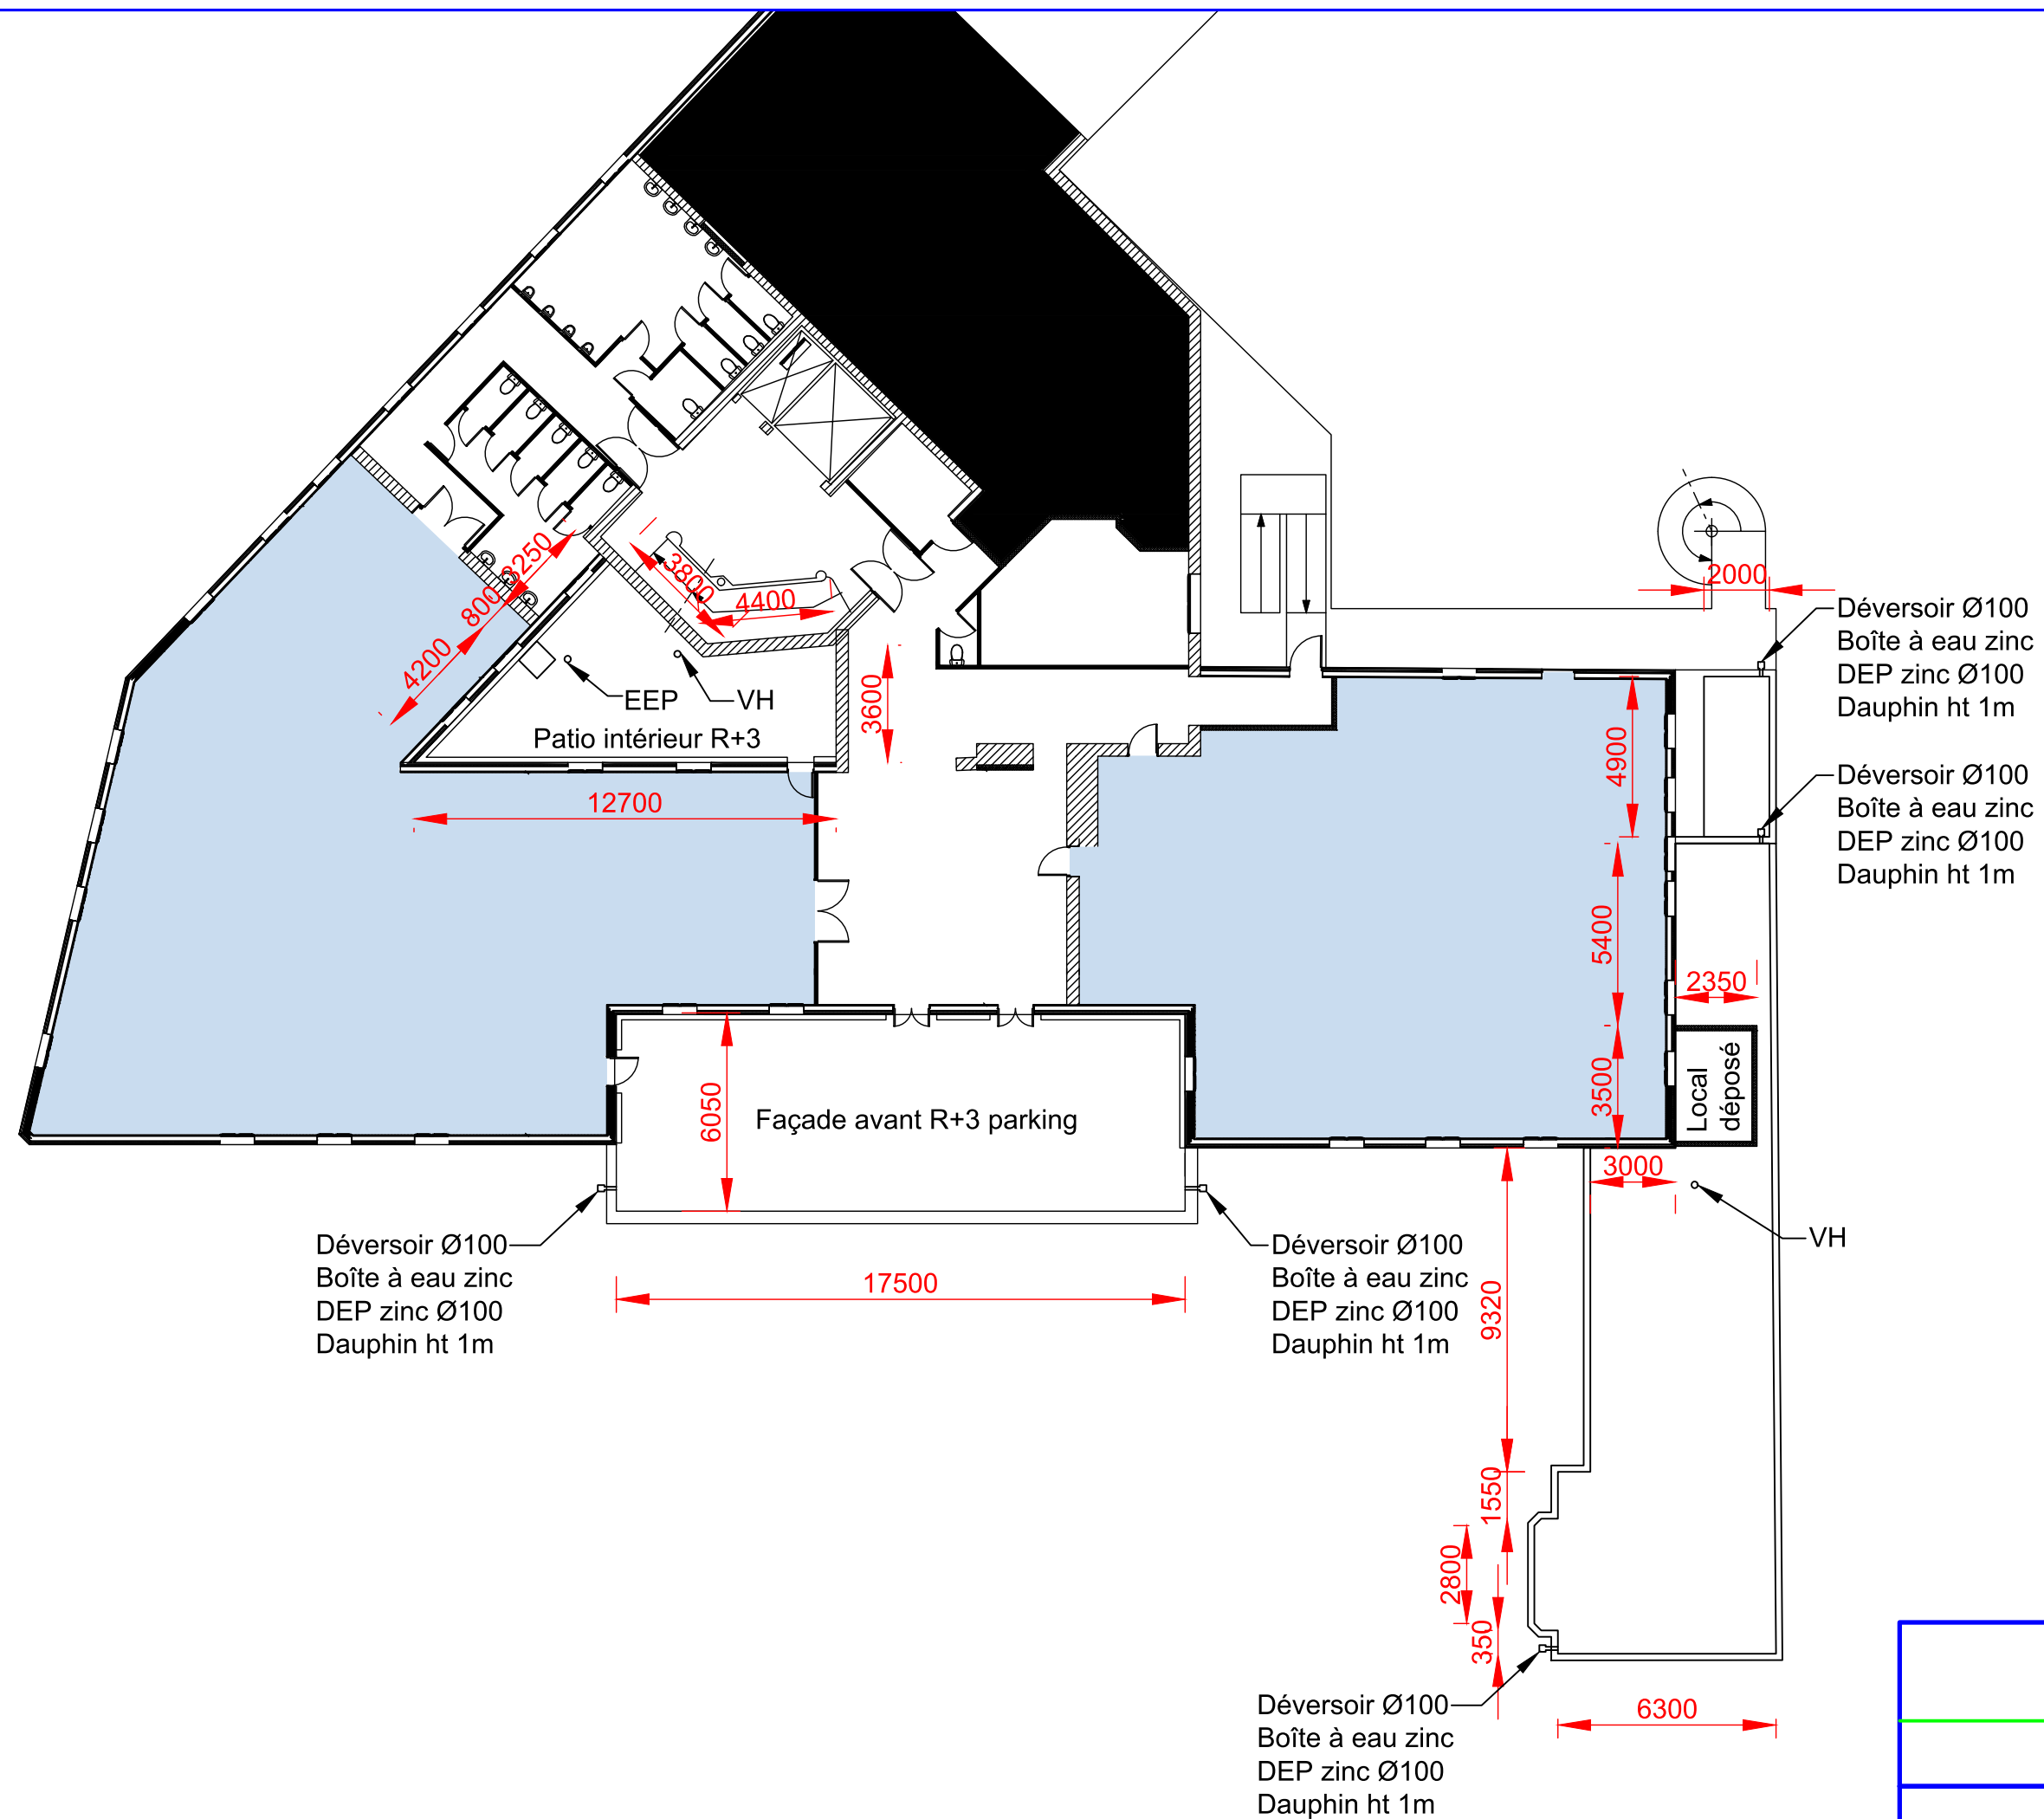 3250
800
4200
3800
4400
3600
EEP
VH
Patio intérieur R+3
12700
2000
Déversoir Ø100
Boîte à eau zinc
DEP zinc Ø100
Dauphin ht 1m
4900
Déversoir Ø100
Boîte à eau zinc
DEP zinc Ø100
Dauphin ht 1m
5400
2350
3500
Local
déposé
6050
Façade avant R+3 parking
3000
VH
Déversoir Ø100
Boîte à eau zinc
DEP zinc Ø100
Dauphin ht 1m
17500
Déversoir Ø100
Boîte à eau zinc
DEP zinc Ø100
Dauphin ht 1m
9320
1550
2800
350
6300
Déversoir Ø100
Boîte à eau zinc
DEP zinc Ø100
Dauphin ht 1m